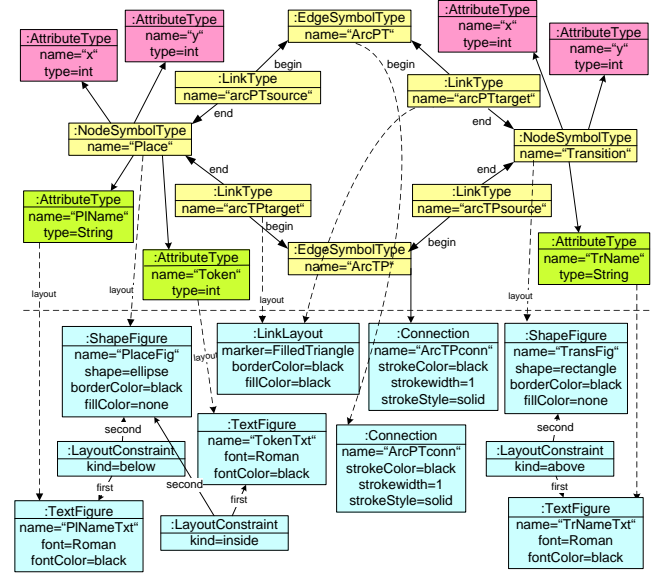 :AttributeType
name="x"
type=int
:AttributeType
name="y"
type=int
:EdgeSymbolType
name="ArcPT"
:AttributeType
name="x"
type=int
:AttributeType
name="y"
type=int
begin
begin
:LinkType
name="arcPTsource"
:LinkType
name="arcPTtarget"
end
end
:NodeSymbolType
name="Place"
:NodeSymbolType
name="Transition"
end
end
:LinkType
name="arcTPtarget"
:LinkType
name="arcTPsource"
:AttributeType
name="PlName"
type=String
begin
begin
:EdgeSymbolType
name="ArcTP"
:AttributeType
name="Token"
type=int
:AttributeType
name="TrName"
type=String
layout
layout
layout
:ShapeFigure
name="PlaceFig"
shape=ellipse
borderColor=black
fillColor=none
layout
:LinkLayout
marker=FilledTriangle
borderColor=black
fillColor=black
:Connection
name="ArcTPconn"
strokeColor=black
strokewidth=1
strokeStyle=solid
:ShapeFigure
name="TransFig"
shape=rectangle
borderColor=black
fillColor=none
second
second
:LayoutConstraint
kind=below
:TextFigure
name="TokenTxt"
font=Roman
fontColor=black
:Connection
name="ArcPTconn"
strokeColor=black
strokewidth=1
strokeStyle=solid
:LayoutConstraint
kind=above
first
second
first
first
:TextFigure
name="PlNameTxt"
font=Roman
fontColor=black
:LayoutConstraint
kind=inside
:TextFigure
name="TrNameTxt"
font=Roman
fontColor=black